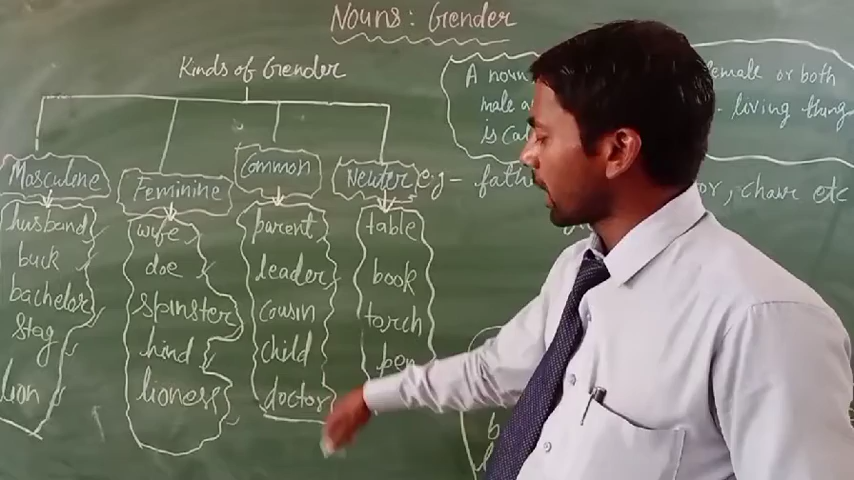 Nouns: Gender
Kinds of Gender
A noun female or both
male living thing
is
Masculene
Feminine
Common
Neuter
e.g- fath or, chair etc
husband
buck
bachelor
Stag
lion
wife
doe
spinster
hind
lioness
parent
leader
cousin
child
doctor
table
book
torch
pen